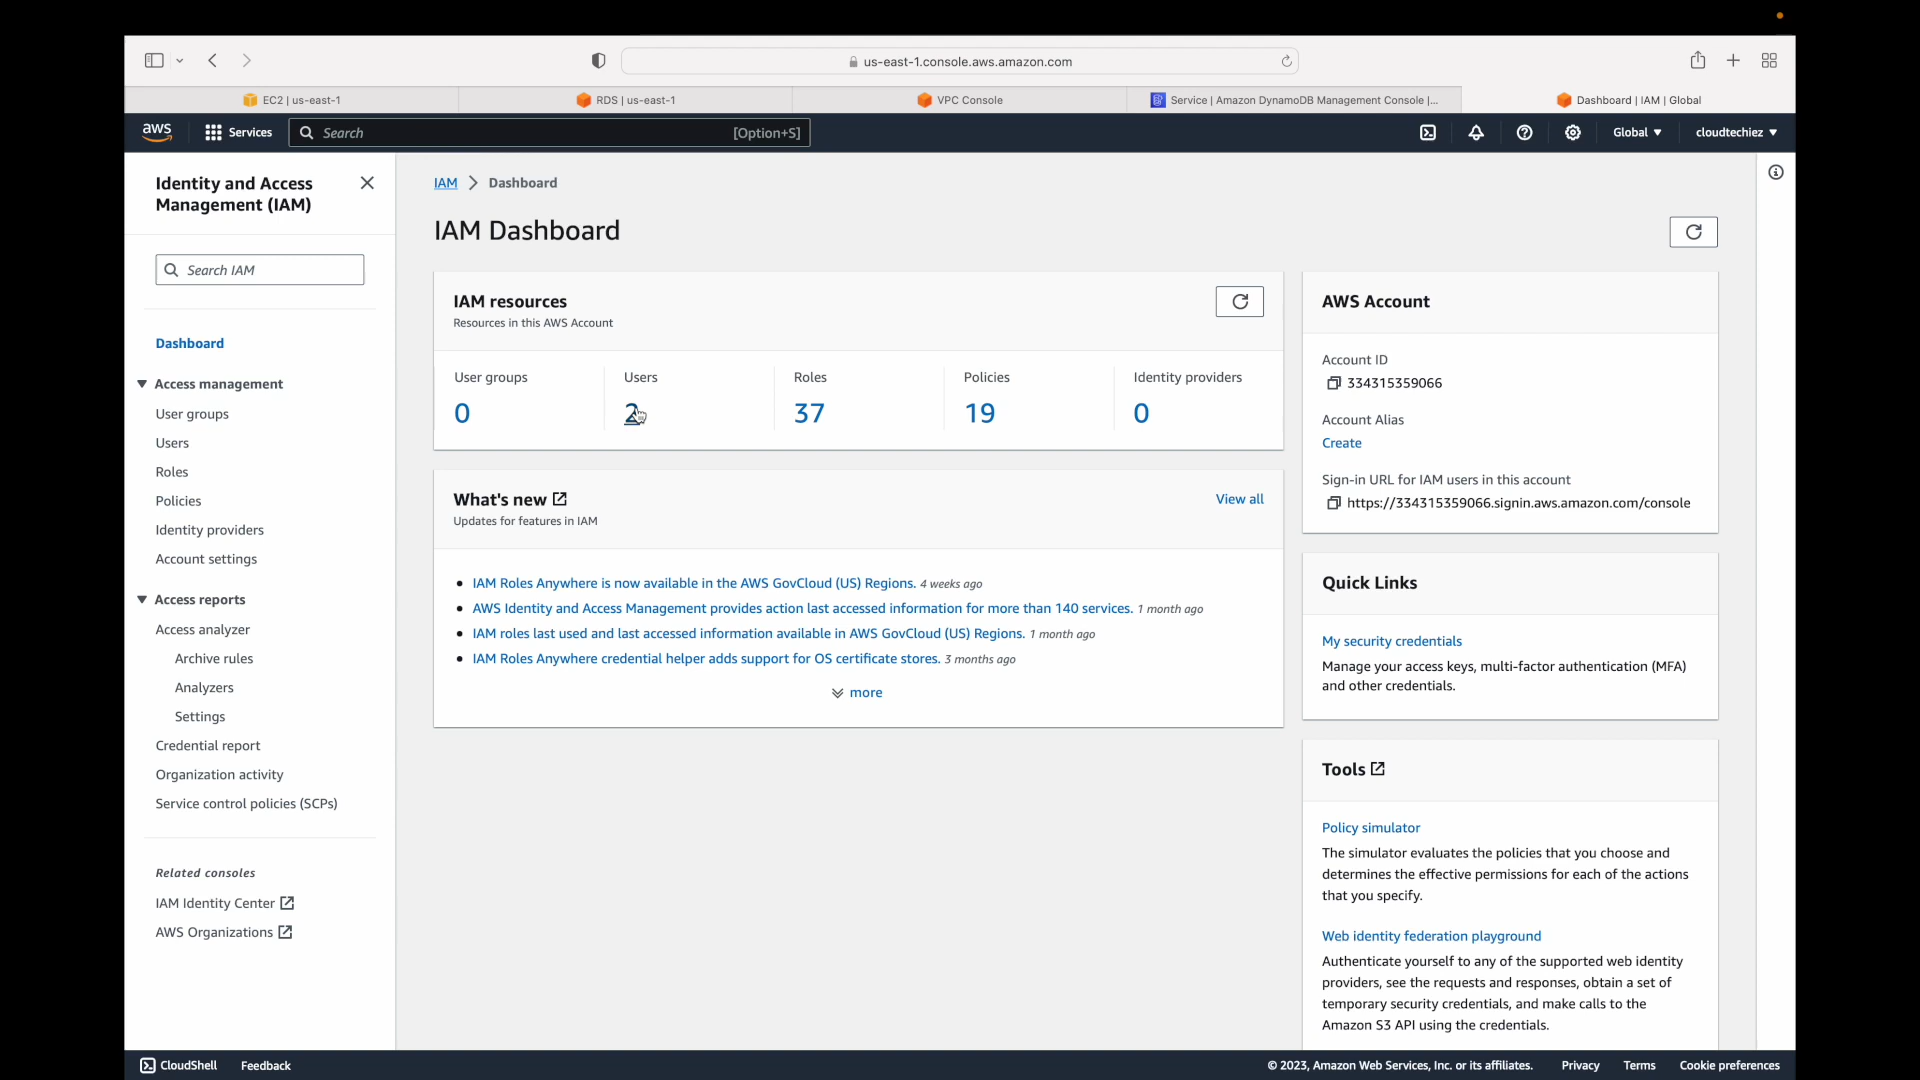 us-east-1.console.aws.amazon.com
EC2 | us-east-1
RDS | us-east-1
VPC Console
Service | Amazon DynamoDB Management Console |...
Dashboard | IAM | Global
aws
Services
Search
[Option+S]
Global
cloudtechiez
Identity and Access
Management (IAM)
Search IAM
Dashboard
Access management
User groups
Users
Roles
Policies
Identity providers
Account settings
Access reports
Access analyzer
Archive rules
Analyzers
Settings
Credential report
Organization activity
Service control policies (SCPs)
Related consoles
IAM Identity Center
AWS Organizations
IAM
Dashboard
IAM Dashboard
IAM resources
Resources in this AWS Account
User groups
0
Users
2
Roles
37
Policies
19
Identity providers
0
What's new
Updates for features in IAM
View all
IAM Roles Anywhere is now available in the AWS GovCloud (US) Regions. 4 weeks ago
AWS Identity and Access Management provides action last accessed information for more than 140 services. 1 month ago
IAM roles last used and last accessed information available in AWS GovCloud (US) Regions. 1 month ago
IAM Roles Anywhere credential helper adds support for OS certificate stores. 3 months ago
more
AWS Account
Account ID
334315359066
Account Alias
Create
Sign-in URL for IAM users in this account
https://334315359066.signin.aws.amazon.com/console
Quick Links
My security credentials
Manage your access keys, multi-factor authentication (MFA)
and other credentials.
Tools
Policy simulator
The simulator evaluates the policies that you choose and
determines the effective permissions for each of the actions
that you specify.
Web identity federation playground
Authenticate yourself to any of the supported web identity
providers, see the requests and responses, obtain a set of
temporary security credentials, and make calls to the
Amazon S3 API using the credentials.
CloudShell
Feedback
© 2023, Amazon Web Services, Inc. or its affiliates.
Privacy
Terms
Cookie preferences